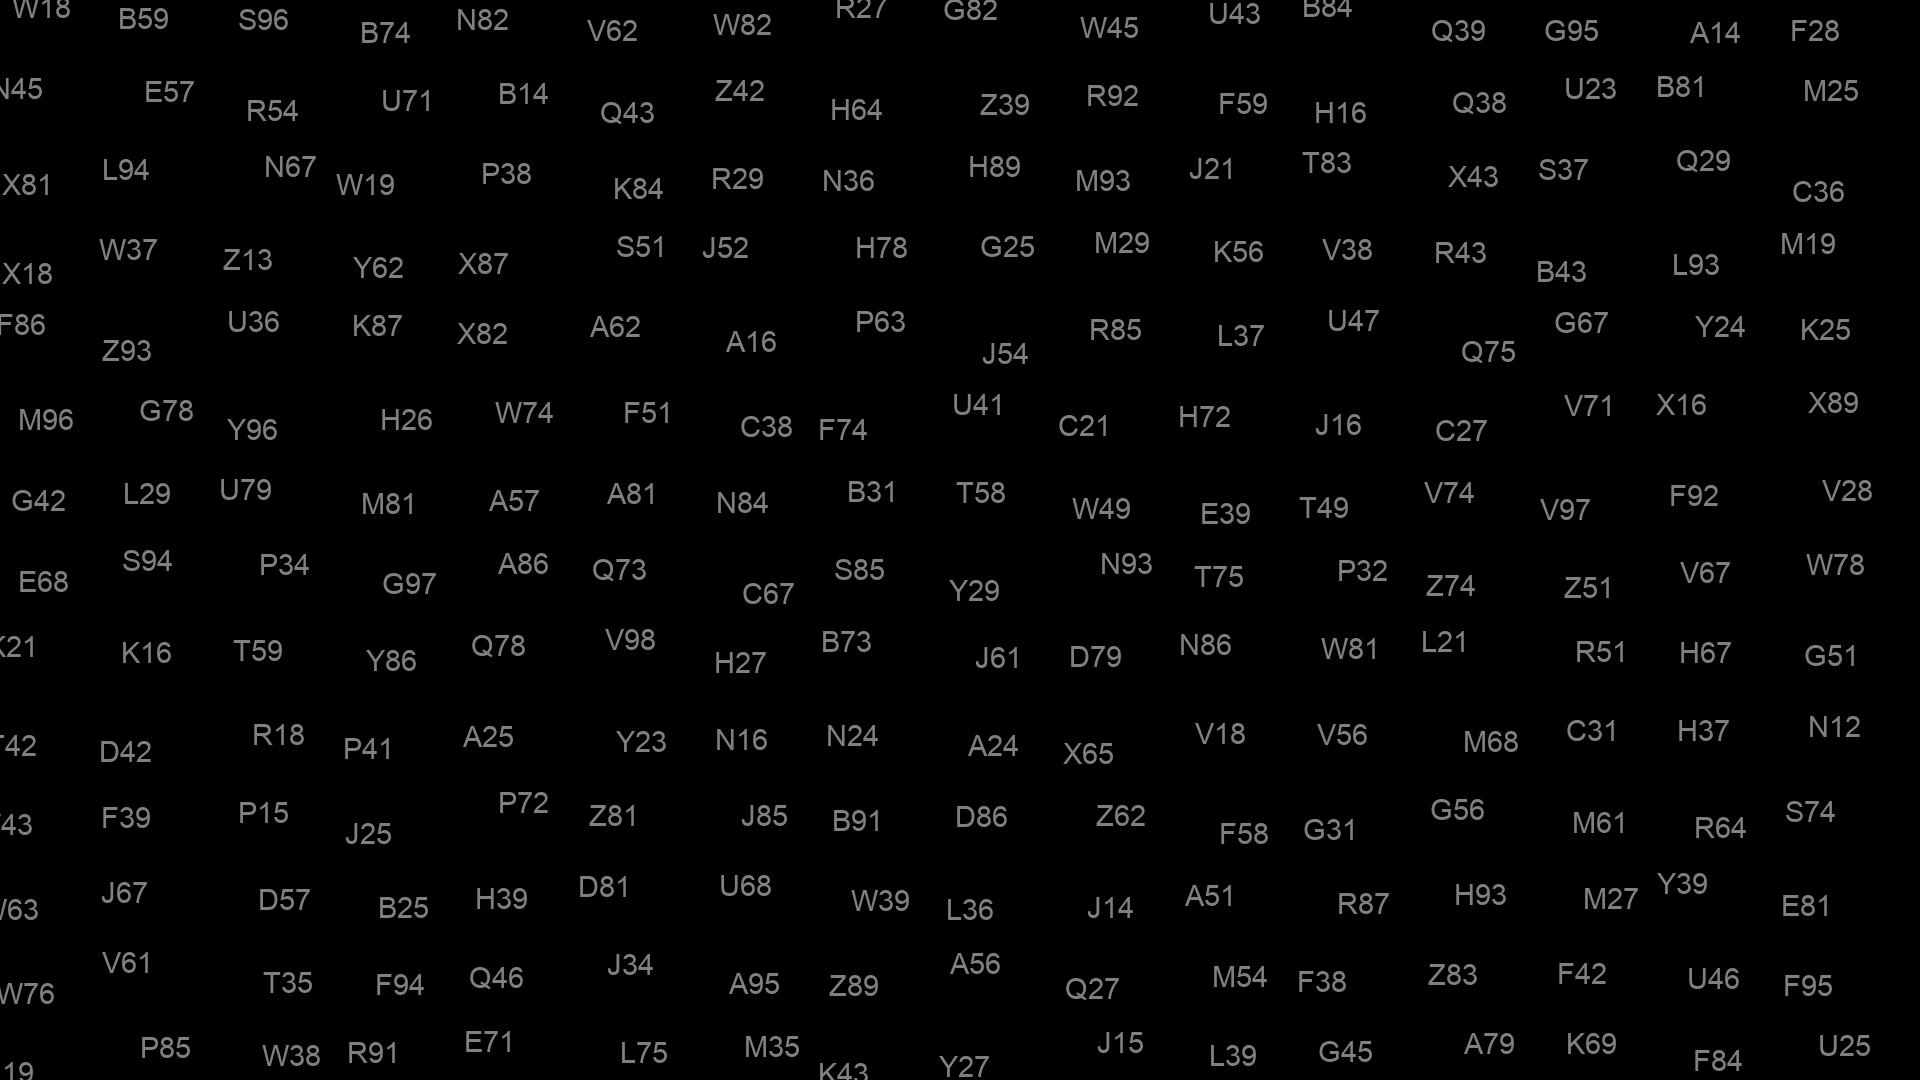 W18 B59 S96 B74 N82 V62 W82 R27 G82 W45 U43 B84 Q39 G95 A14 F28
N45 E57 R54 U71 B14 Q43 Z42 H64 Z39 R92 F59 H16 Q38 U23 B81 M25
X81 L94 N67 W19 P38 K84 R29 N36 H89 M93 J21 T83 X43 S37 Q29 C36
X18 W37 Z13 Y62 X87 S51 J52 H78 G25 M29 K56 V38 R43 B43 L93 M19
F86 Z93 U36 K87 X82 A62 A16 P63 J54 R85 L37 U47 Q75 G67 Y24 K25
M96 G78 Y96 H26 W74 F51 C38 F74 U41 C21 H72 J16 C27 V71 X16 X89
G42 L29 U79 M81 A57 A81 N84 B31 T58 W49 E39 T49 V74 V97 F92 V28
E68 S94 P34 G97 A86 Q73 C67 S85 Y29 N93 T75 P32 Z74 Z51 V67 W78
K21 K16 T59 Y86 Q78 V98 H27 B73 J61 D79 N86 W81 L21 R51 H67 G51
D42 R18 P41 A25 Y23 N16 N24 A24 X65 V18 V56 M68 C31 H37 N12
F39 P15 J25 P72 Z81 J85 B91 D86 Z62 F58 G31 G56 M61 R64 S74
J67 D57 B25 H39 D81 U68 W39 L36 J14 A51 R87 H93 M27 Y39 E81
W76 V61 T35 F94 Q46 J34 A95 Z89 A56 Q27 M54 F38 Z83 F42 U46 F95
P85 W38 R91 E71 L75 M35 K43 Y27 J15 L39 G45 A79 K69 F84 U25